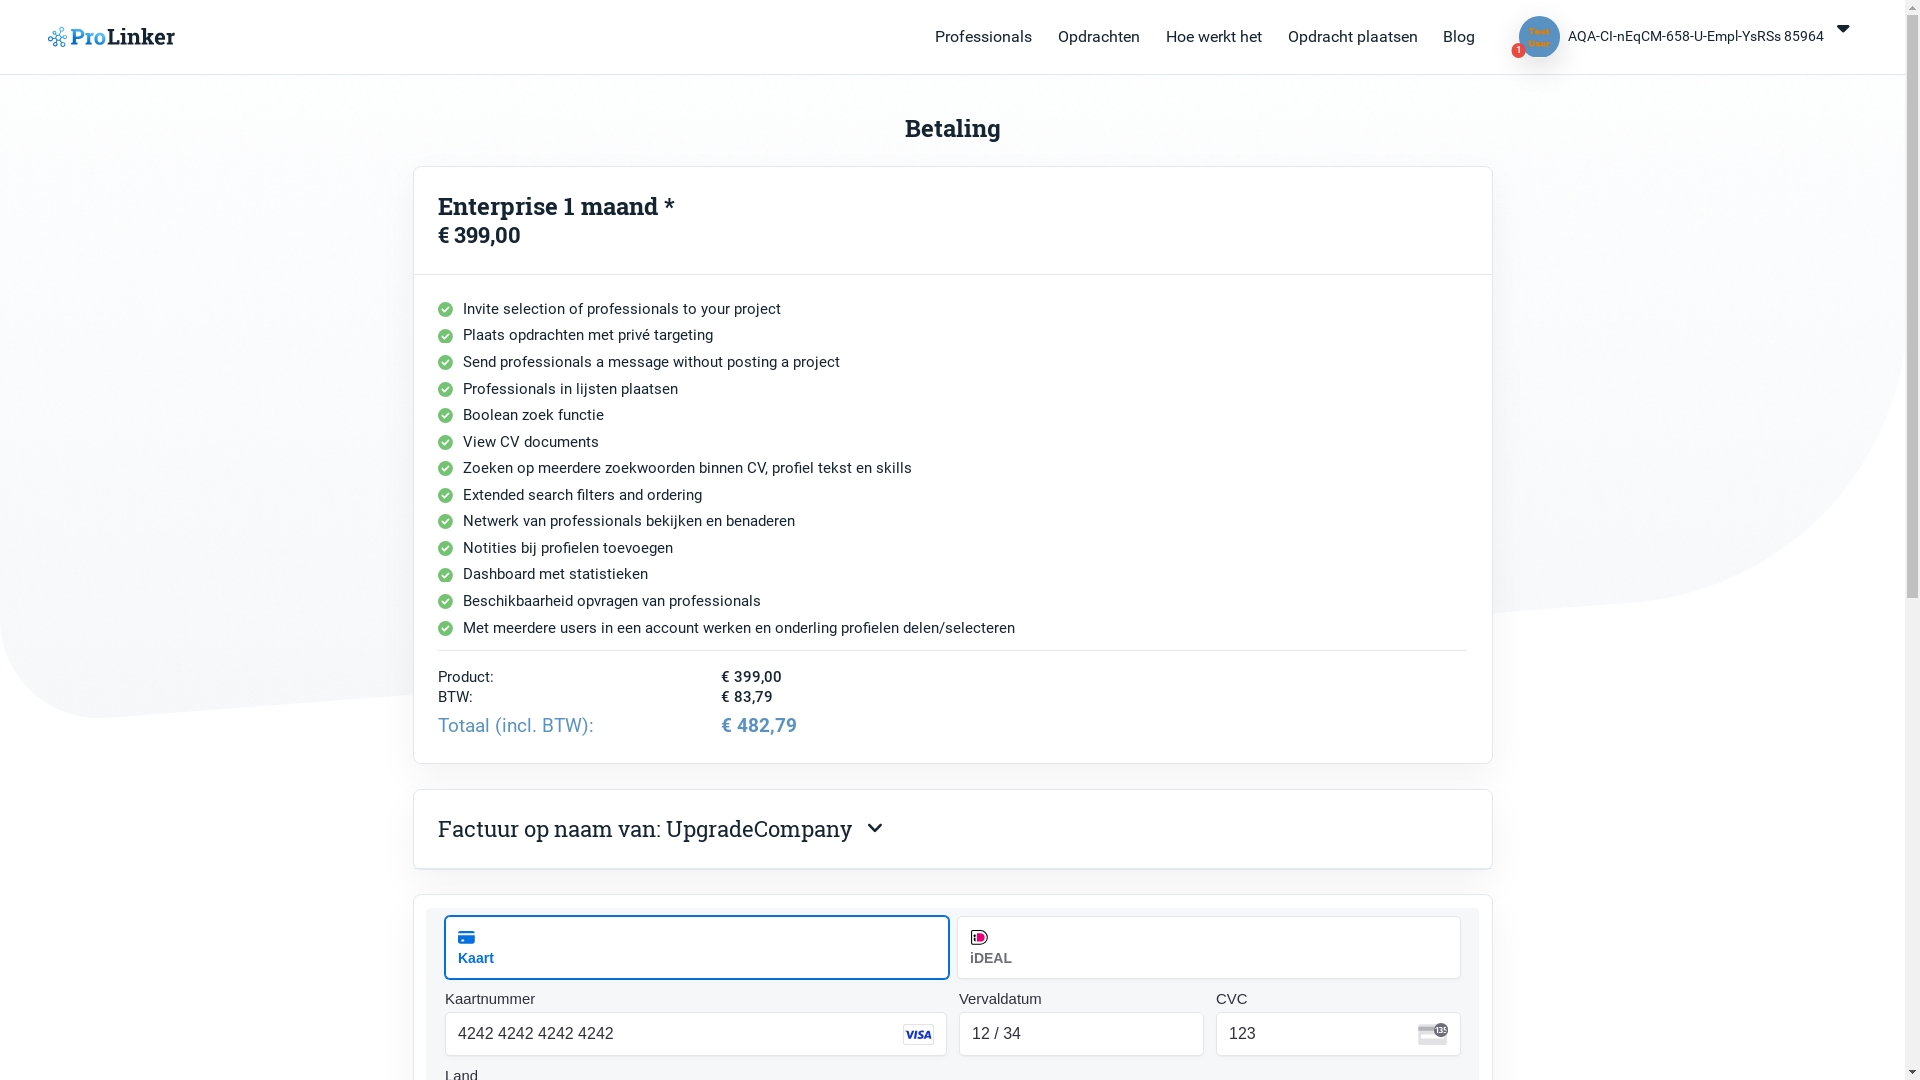 ProLinker
Professionals
Opdrachten
Hoe werkt het
Opdracht plaatsen
Blog
Test
User
1
AQA-CI-nEqCM-658-U-Empl-YsRSs 85964
Betaling
Enterprise 1 maand *
€ 399,00
Invite selection of professionals to your project
Plaats opdrachten met privé targeting
Send professionals a message without posting a project
Professionals in lijsten plaatsen
Boolean zoek functie
View CV documents
Zoeken op meerdere zoekwoorden binnen CV, profiel tekst en skills
Extended search filters and ordering
Netwerk van professionals bekijken en benaderen
Notities bij profielen toevoegen
Dashboard met statistieken
Beschikbaarheid opvragen van professionals
Met meerdere users in een account werken en onderling profielen delen/selecteren
Product: € 399,00
BTW: € 83,79
Totaal (incl. BTW): € 482,79
Factuur op naam van: UpgradeCompany
Kaart
iDEAL
Kaartnummer
Vervaldatum
CVC
4242 4242 4242 4242
VISA
12 / 34
123
135
Land